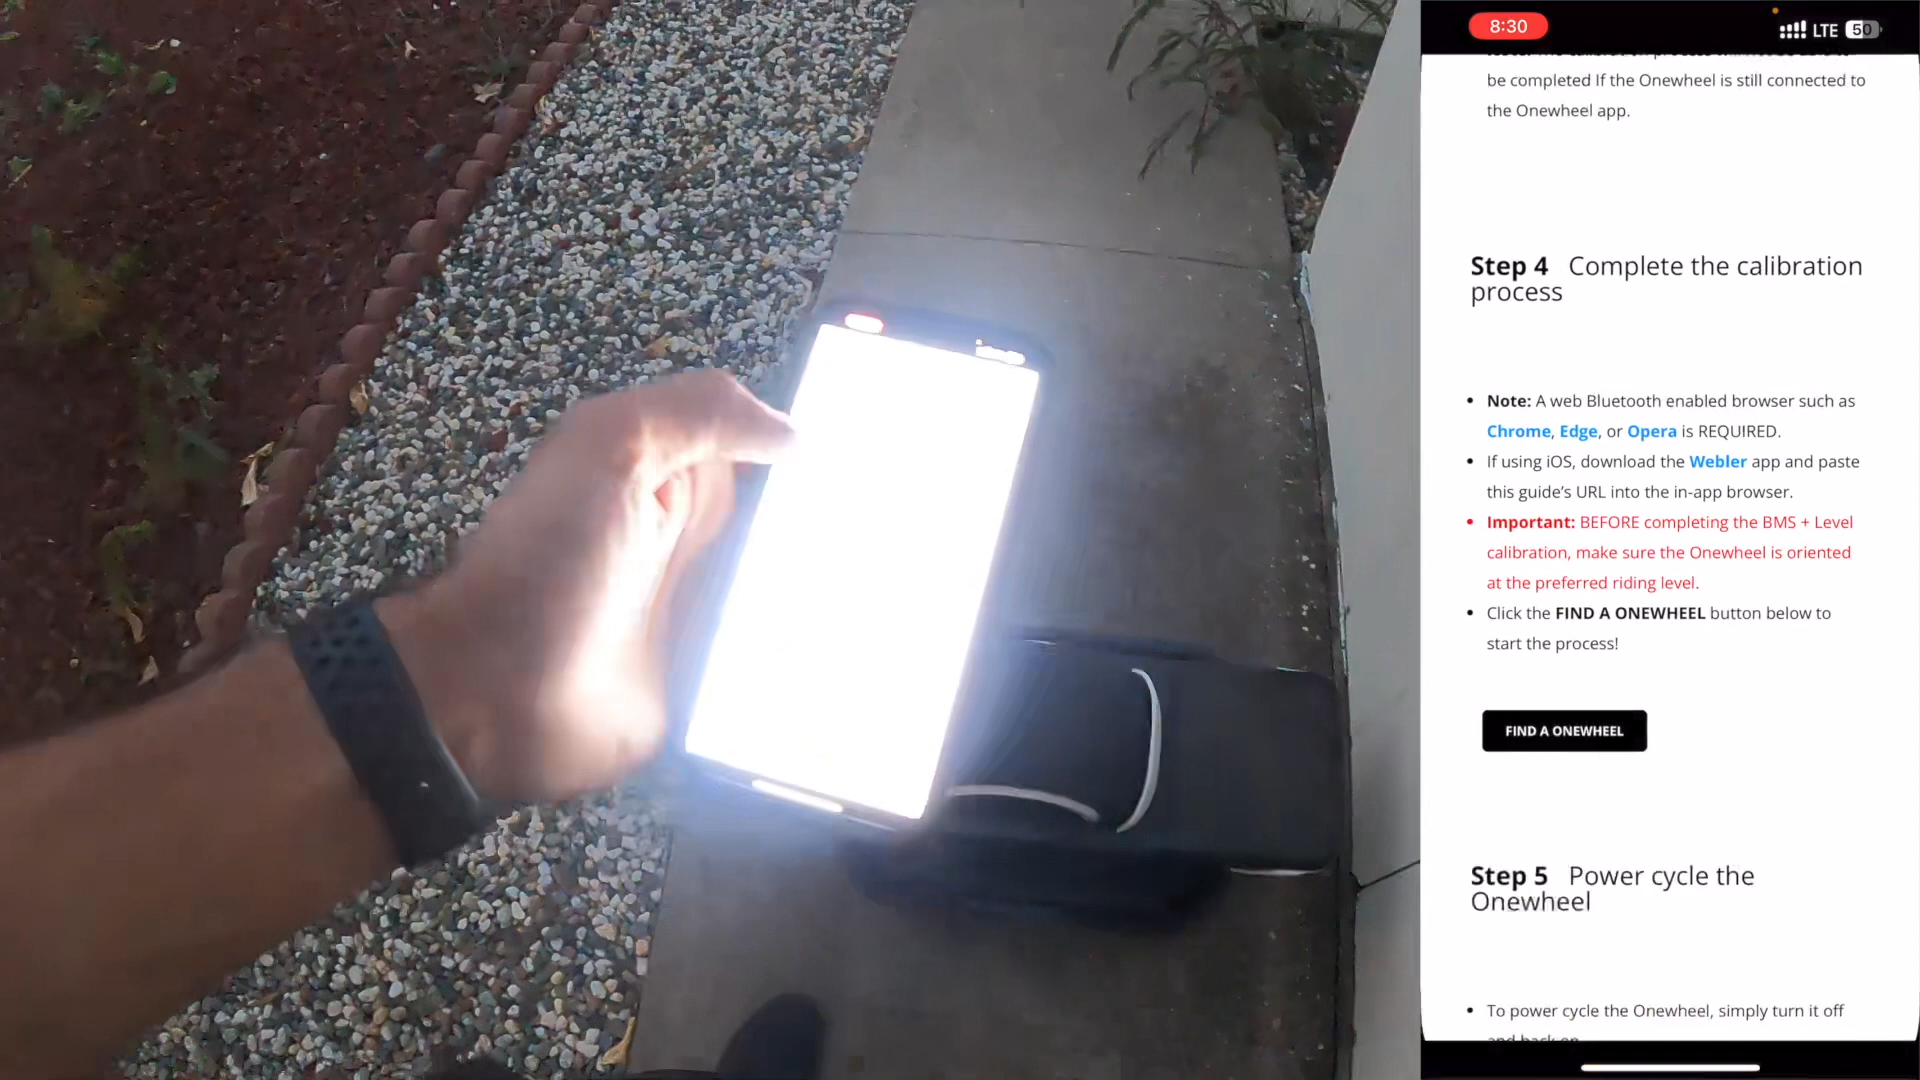 8:30 LTE 50
be completed If the Onewheel is still connected to
the Onewheel app.
Step 4 Complete the calibration
process
Note: A web Bluetooth enabled browser such as
Chrome, Edge, or Opera is REQUIRED.
If using iOS, download the Webler app and paste
this guide's URL into the in-app browser.
Important: BEFORE completing the BMS + Level
calibration, make sure the Onewheel is oriented
at the preferred riding level.
Click the FIND A ONEWHEEL button below to
start the process!
FIND A ONEWHEEL
Step 5 Power cycle the
Onewheel
To power cycle the Onewheel, simply turn it off
and back on